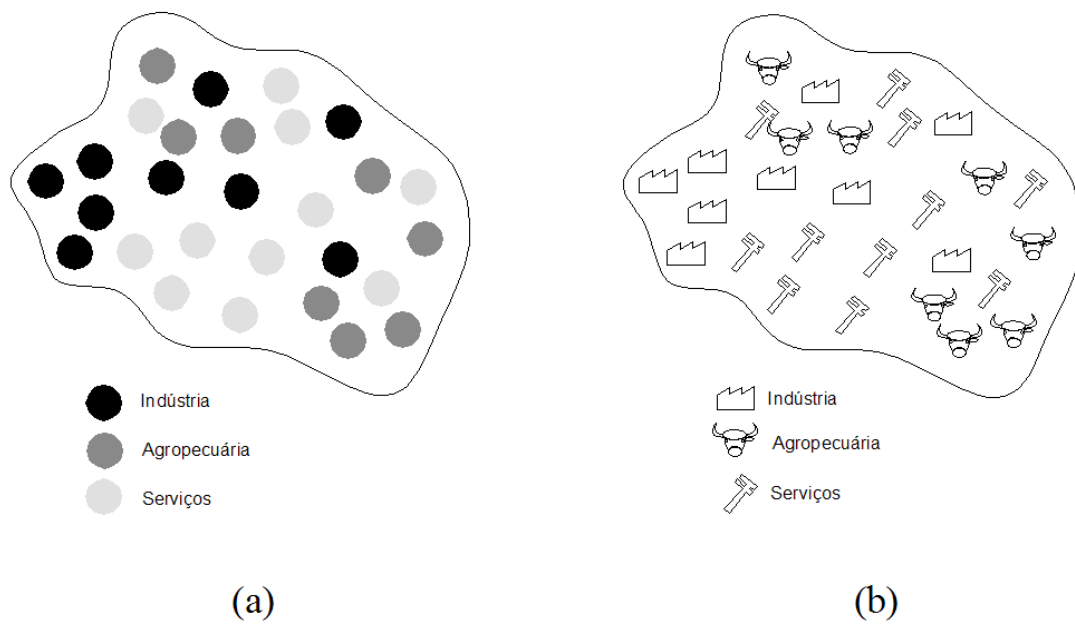 Indústria
Agropecuária
Serviços
Indústria
Agropecuária
Serviços
(a)
(b)